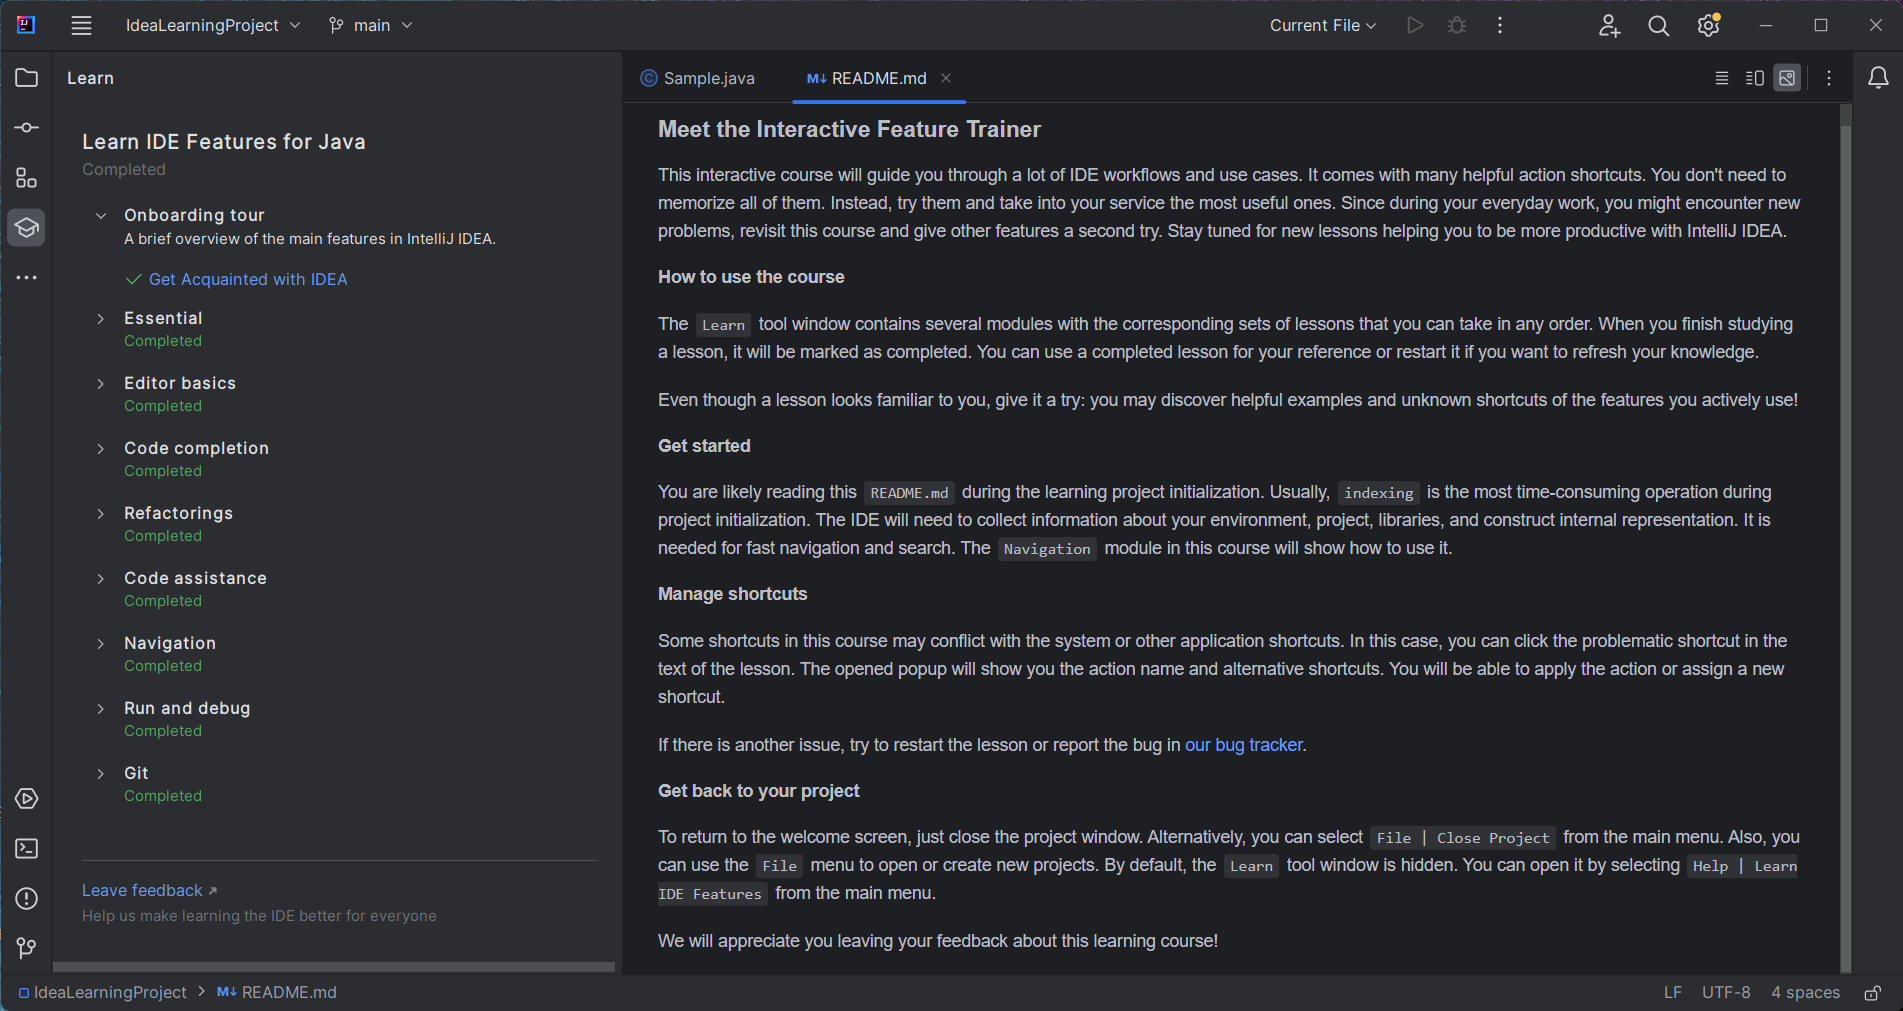 IdeaLearningProject
main
Current File
Learn
Learn IDE Features for Java
Completed
Onboarding tour
A brief overview of the main features in IntelliJ IDEA.
Get Acquainted with IDEA
Essential
Completed
Editor basics
Completed
Code completion
Completed
Refactorings
Completed
Code assistance
Completed
Navigation
Completed
Run and debug
Completed
Git
Completed
Leave feedback ↗
Help us make learning the IDE better for everyone
Sample.java
M↓ README.md
Meet the Interactive Feature Trainer
This interactive course will guide you through a lot of IDE workflows and use cases. It comes with many helpful action shortcuts. You don't need to
memorize all of them. Instead, try them and take into your service the most useful ones. Since during your everyday work, you might encounter new
problems, revisit this course and give other features a second try. Stay tuned for new lessons helping you to be more productive with IntelliJ IDEA.
How to use the course
The Learn tool window contains several modules with the corresponding sets of lessons that you can take in any order. When you finish studying
a lesson, it will be marked as completed. You can use a completed lesson for your reference or restart it if you want to refresh your knowledge.
Even though a lesson looks familiar to you, give it a try: you may discover helpful examples and unknown shortcuts of the features you actively use!
Get started
You are likely reading this README.md during the learning project initialization. Usually, indexing is the most time-consuming operation during
project initialization. The IDE will need to collect information about your environment, project, libraries, and construct internal representation. It is
needed for fast navigation and search. The Navigation module in this course will show how to use it.
Manage shortcuts
Some shortcuts in this course may conflict with the system or other application shortcuts. In this case, you can click the problematic shortcut in the
text of the lesson. The opened popup will show you the action name and alternative shortcuts. You will be able to apply the action or assign a new
shortcut.
If there is another issue, try to restart the lesson or report the bug in our bug tracker.
Get back to your project
To return to the welcome screen, just close the project window. Alternatively, you can select File | Close Project from the main menu. Also, you
can use the File menu to open or create new projects. By default, the Learn tool window is hidden. You can open it by selecting Help | Learn
IDE Features from the main menu.
We will appreciate you leaving your feedback about this learning course!
IdeaLearningProject > M↓ README.md
LF UTF-8 4 spaces